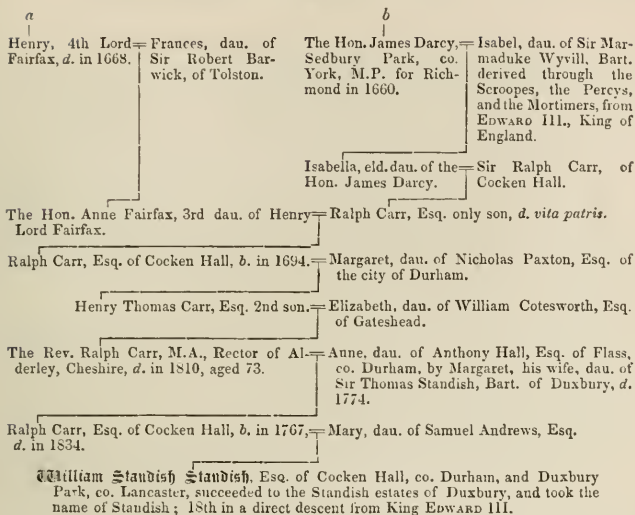 a
b
Henry, 4th Lord
Fairfax, d. in 1668.
Frances, dau. of
Sir Robert Bar-
wick, of Tolston.
The Hon. James Darcy,
Sedbury Park, co.
York, M.P. for Rich-
mond in 1660.
Isabel, dau. of Sir Mar-
maduke Wyvill, Bart.
derived through the
Scroopes, the Percys,
and the Mortimers, from
EDWARD III., King of
England.
Isabella, eld. dau. of the
Hon. James Darcy.
Sir Ralph Carr, of
Cocken Hall.
The Hon. Anne Fairfax, 3rd dau. of Henry
Lord Fairfax.
Ralph Carr, Esq. only son, d. vita patris.
Ralph Carr, Esq. of Cocken Hall, b. in 1694.
Margaret, dau. of Nicholas Paxton, Esq. of
the city of Durham.
Henry Thomas Carr, Esq. 2nd son.
Elizabeth, dau. of William Cotesworth, Esq.
of Gateshead.
The Rev. Ralph Carr, M.A., Rector of Al-
derley, Cheshire, d. in 1810, aged 73.
Anne, dau. of Anthony Hall, Esq. of Flass,
co. Durham, by Margaret, his wife, dau. of
Sir Thomas Standish, Bart. of Duxbury, d.
1774.
Ralph Carr, Esq. of Cocken Hall, b. in 1767,
d. in 1834.
Mary, dau. of Samuel Andrews, Esq.
William Standish Standish, Esq. of Cocken Hall, co. Durham, and Duxbury
Park, co. Lancaster, succeeded to the Standish estates of Duxbury, and took the
name of Standish; 18th in a direct descent from King EDWARD III.